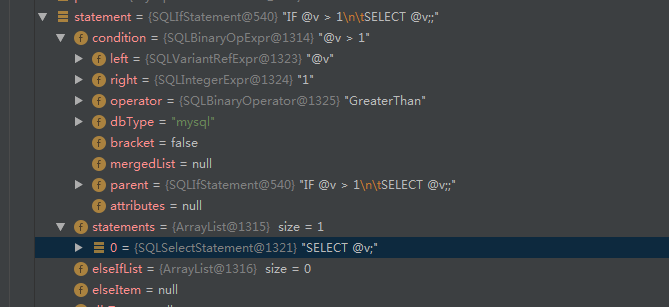 statement = {SQLIfStatement@540} "IF @v > 1\n\tSELECT @v;;"
f condition = {SQLBinaryOpExpr@1314} "@v > 1"
f left = {SQLVariantRefExpr@1323} "@v"
f right = {SQLIntegerExpr@1324} "1"
f operator = {SQLBinaryOperator@1325} "GreaterThan"
f dbType = "mysql"
f bracket = false
f mergedList = null
f parent = {SQLIfStatement@540} "IF @v > 1\n\tSELECT @v;;"
f attributes = null
f statements = {ArrayList@1315} size = 1
0 = {SQLSelectStatement@1321} "SELECT @v;"
f elseIfList = {ArrayList@1316} size = 0
f elseItem = null